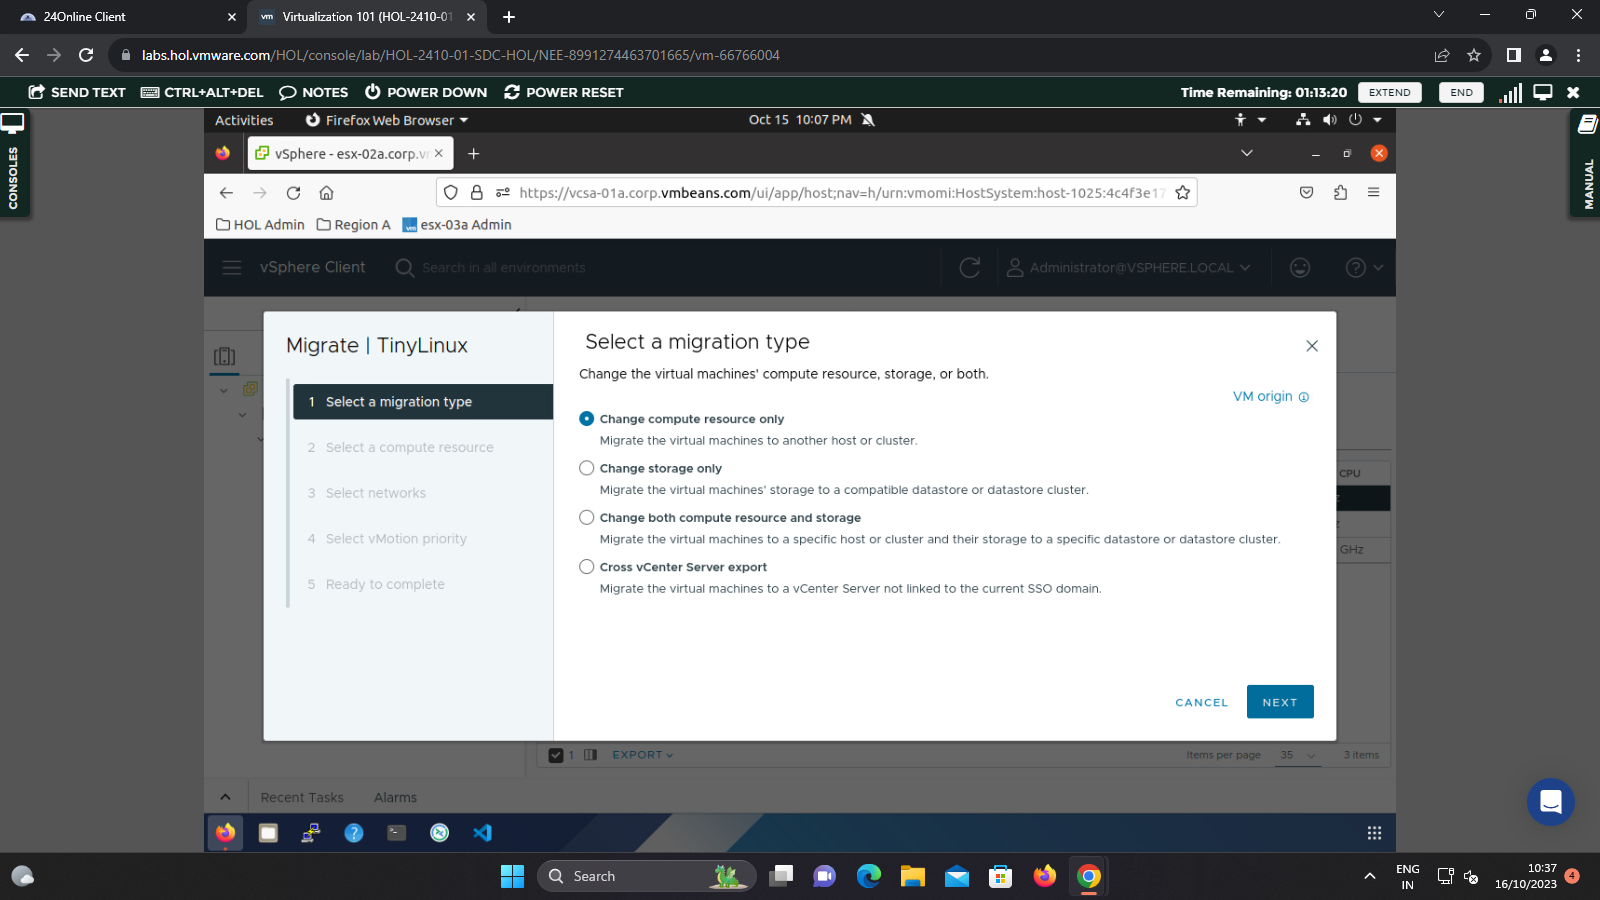 24Online Client
vm Virtualization 101 (HOL-2410-01
labs.hol.vmware.com/HOL/console/lab/HOL-2410-01-SDC-HOL/NEE-8991274463701665/vm-66766004
SEND TEXT CTRL+ALT+DEL NOTES POWER DOWN POWER RESET
Time Remaining: 01:13:20 EXTEND END
CONSOLES
MANUAL
Activities Firefox Web Browser Oct 15 10:07 PM
vSphere - esx-02a.corp.v
https://vcsa-01a.corp.vmbeans.com/ui/app/host;nav=h/urn:vmomi:HostSystem:host-1025:4c4f3e17
HOL Admin Region A vm esx-03a Admin
vSphere Client Search in all environments Administrator@VSPHERE.LOCAL
Migrate | TinyLinux
1 Select a migration type
2 Select a compute resource
3 Select networks
4 Select vMotion priority
5 Ready to complete
Select a migration type
Change the virtual machines' compute resource, storage, or both.
VM origin
Change compute resource only
Migrate the virtual machines to another host or cluster.
Change storage only
Migrate the virtual machines' storage to a compatible datastore or datastore cluster.
Change both compute resource and storage
Migrate the virtual machines to a specific host or cluster and their storage to a specific datastore or datastore cluster.
Cross vCenter Server export
Migrate the virtual machines to a vCenter Server not linked to the current SSO domain.
CANCEL NEXT
CPU
GHz
1 EXPORT Items per page 35 3 items
Recent Tasks Alarms
Search
ENG
IN
10:37
16/10/2023
4